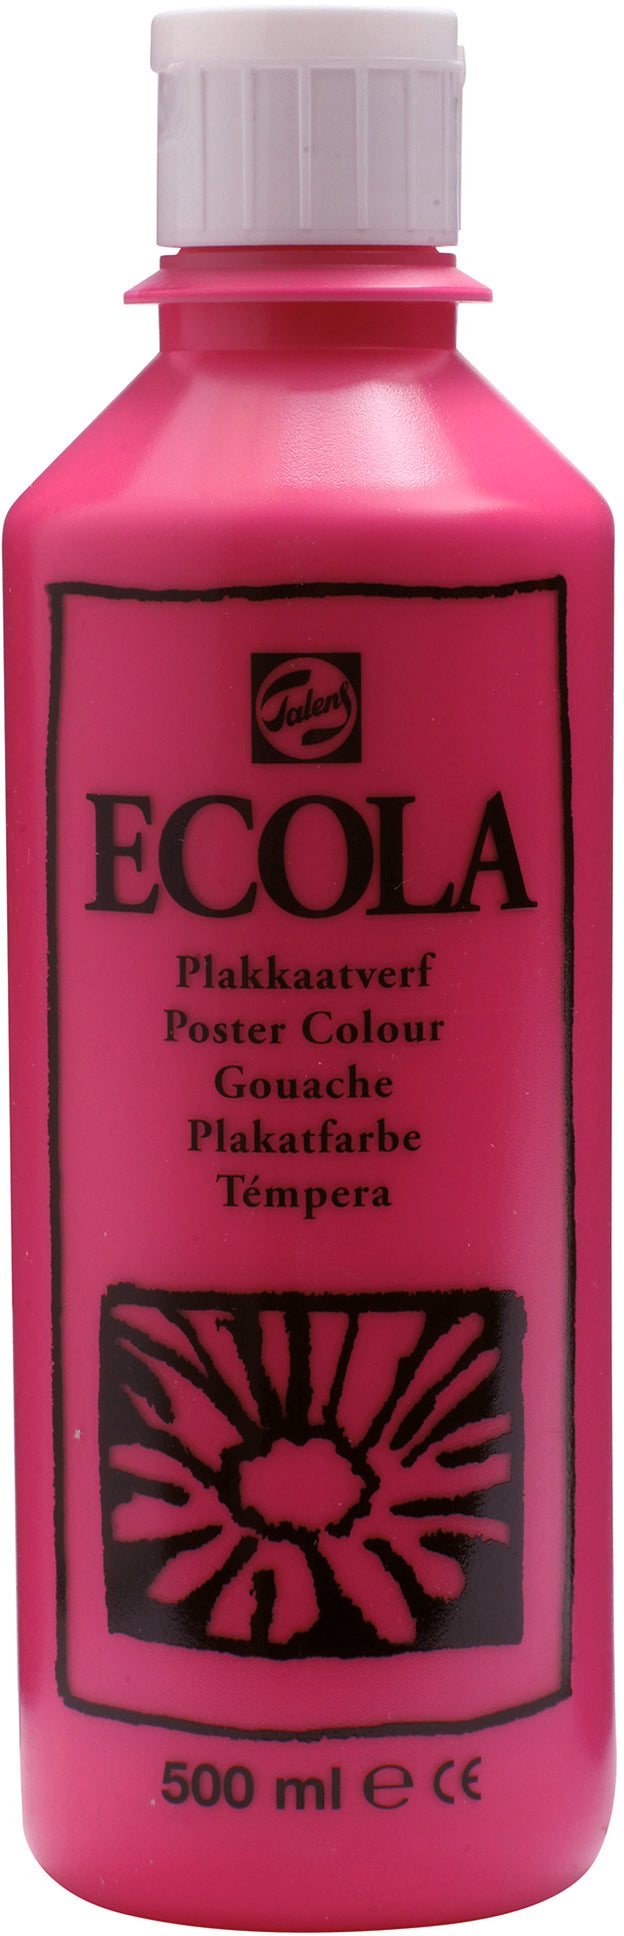 Talens
ECOLA
Plakkaatverf
Poster Colour
Gouache
Plakatfarbe
Témpera
500 ml ℮ CE